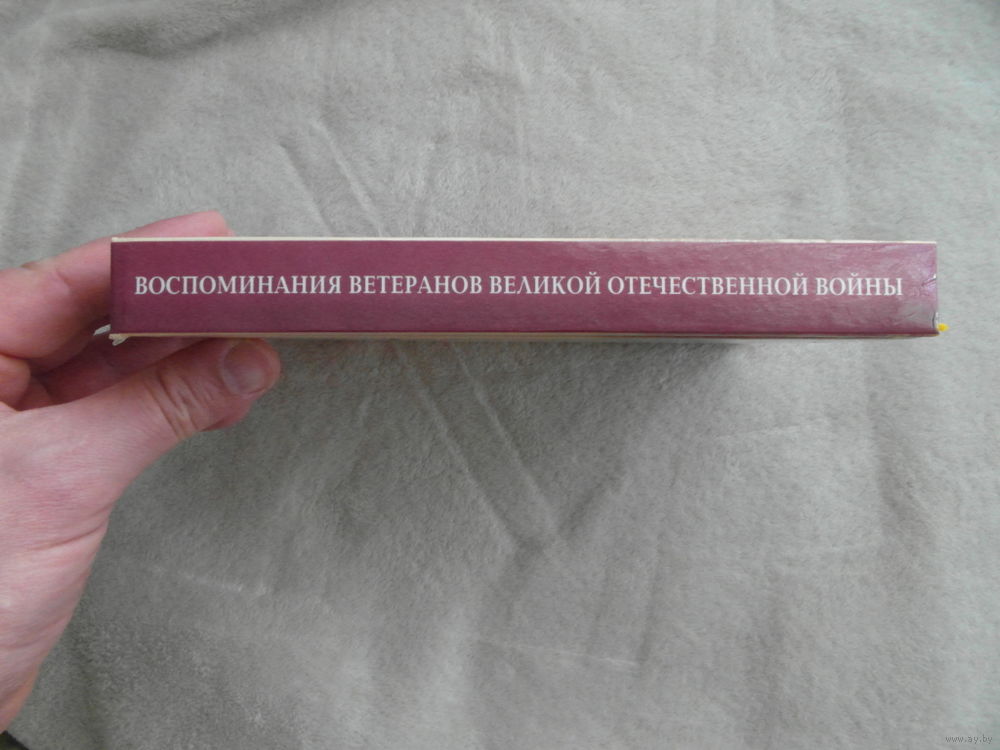 ВОСПОМИНАНИЯ ВЕТЕРАНОВ ВЕЛИКОЙ ОТЕЧЕСТВЕННОЙ ВОЙНЫ
www.ay.by